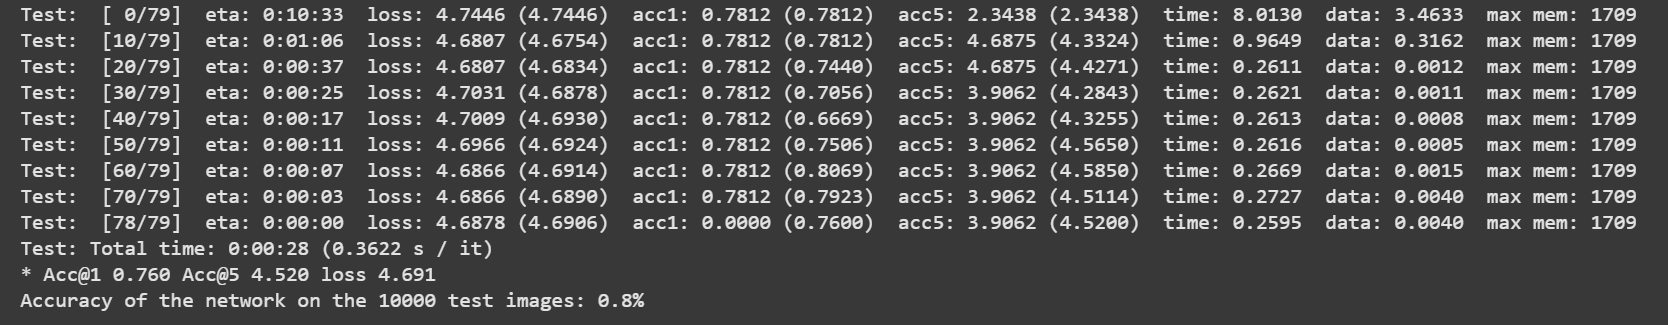 Test:  [ 0/79]  eta: 0:10:33  loss: 4.7446 (4.7446)  acc1: 0.7812 (0.7812)  acc5: 2.3438 (2.3438)  time: 8.0130  data: 3.4633  max mem: 1709
Test:  [10/79]  eta: 0:01:06  loss: 4.6807 (4.6754)  acc1: 0.7812 (0.7812)  acc5: 4.6875 (4.3324)  time: 0.9649  data: 0.3162  max mem: 1709
Test:  [20/79]  eta: 0:00:37  loss: 4.6807 (4.6834)  acc1: 0.7812 (0.7440)  acc5: 4.6875 (4.4271)  time: 0.2611  data: 0.0012  max mem: 1709
Test:  [30/79]  eta: 0:00:25  loss: 4.7031 (4.6878)  acc1: 0.7812 (0.7056)  acc5: 3.9062 (4.2843)  time: 0.2621  data: 0.0011  max mem: 1709
Test:  [40/79]  eta: 0:00:17  loss: 4.7009 (4.6930)  acc1: 0.7812 (0.6669)  acc5: 3.9062 (4.3255)  time: 0.2613  data: 0.0008  max mem: 1709
Test:  [50/79]  eta: 0:00:11  loss: 4.6966 (4.6924)  acc1: 0.7812 (0.7506)  acc5: 3.9062 (4.5650)  time: 0.2616  data: 0.0005  max mem: 1709
Test:  [60/79]  eta: 0:00:07  loss: 4.6866 (4.6914)  acc1: 0.7812 (0.8069)  acc5: 3.9062 (4.5850)  time: 0.2669  data: 0.0015  max mem: 1709
Test:  [70/79]  eta: 0:00:03  loss: 4.6866 (4.6890)  acc1: 0.7812 (0.7923)  acc5: 3.9062 (4.5114)  time: 0.2727  data: 0.0040  max mem: 1709
Test:  [78/79]  eta: 0:00:00  loss: 4.6878 (4.6906)  acc1: 0.0000 (0.7600)  acc5: 3.9062 (4.5200)  time: 0.2595  data: 0.0040  max mem: 1709
Test: Total time: 0:00:28 (0.3622 s / it)
* Acc@1 0.760 Acc@5 4.520 loss 4.691
Accuracy of the network on the 10000 test images: 0.8%